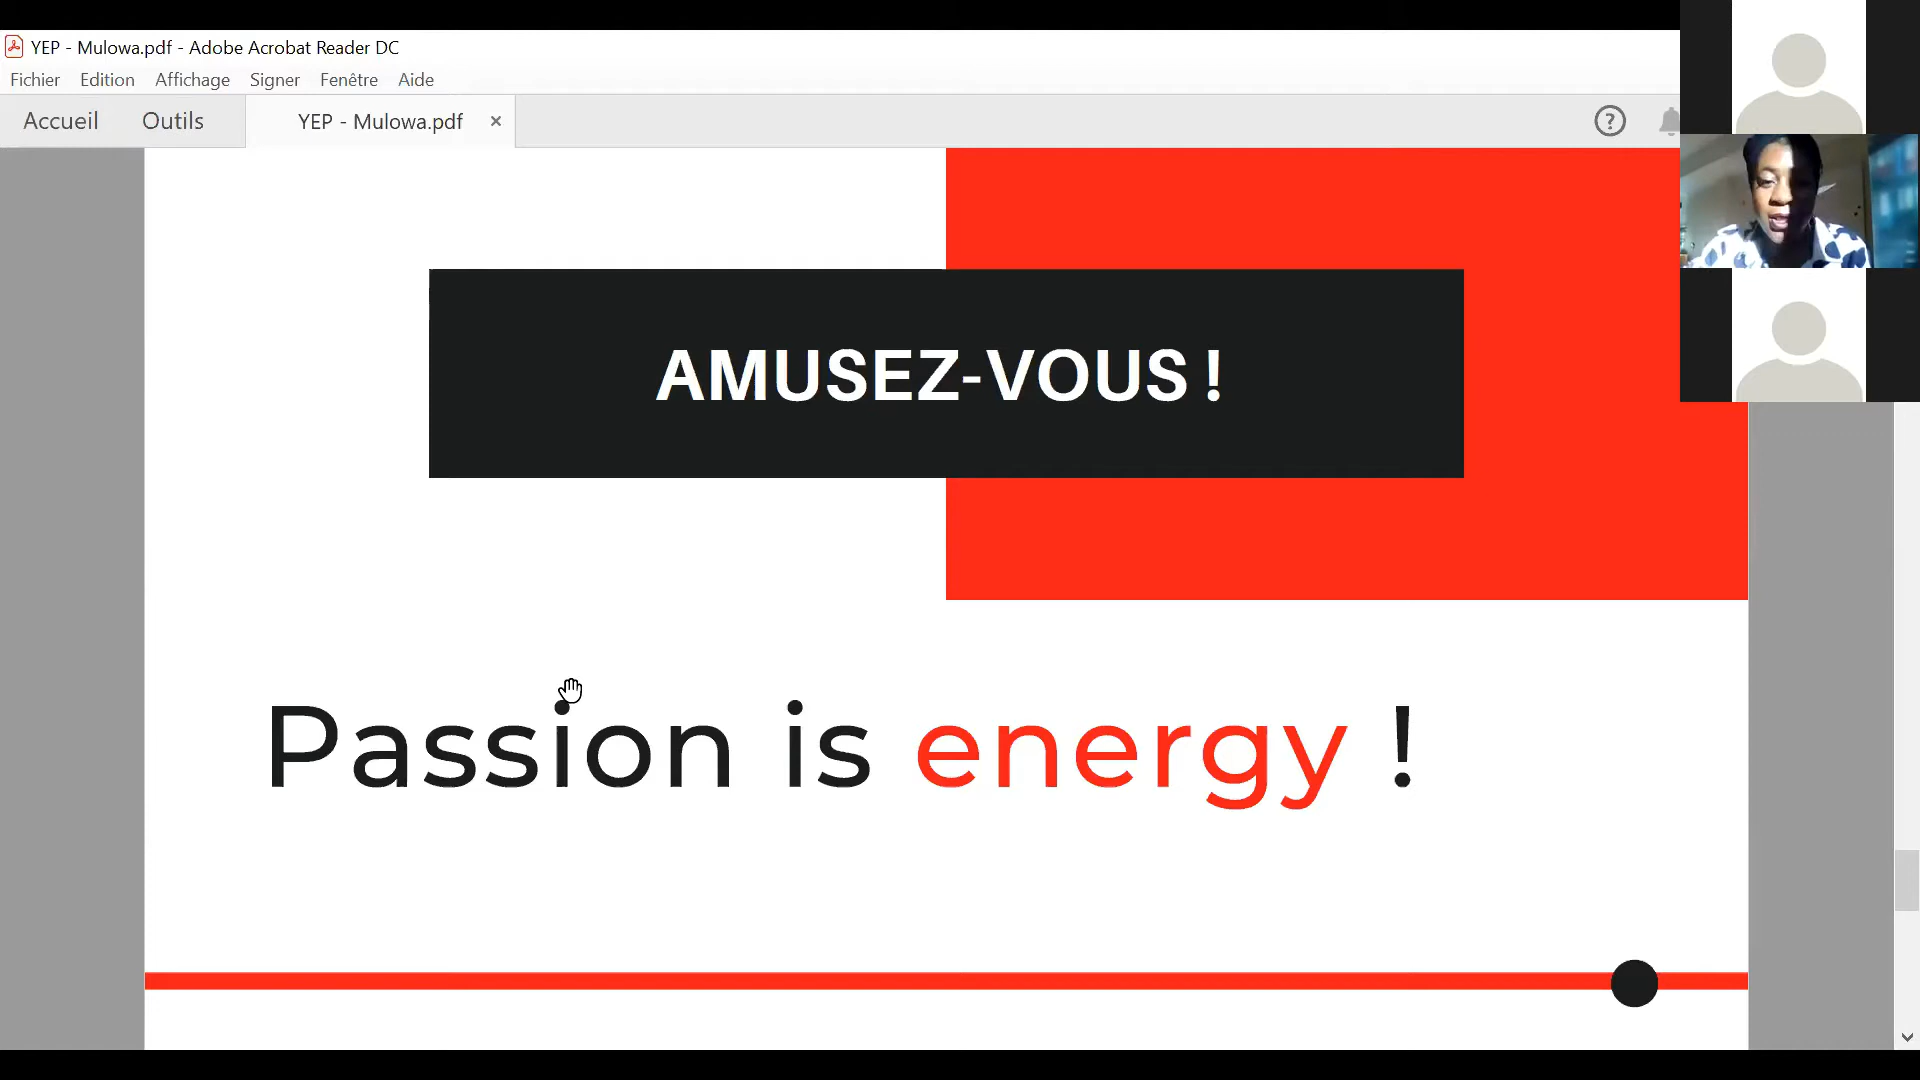 YEP - Mulowa.pdf - Adobe Acrobat Reader DC
Fichier Edition Affichage Signer Fenêtre Aide
Accueil Outils YEP - Mulowa.pdf × ?
AMUSEZ-VOUS !
Passion is energy !